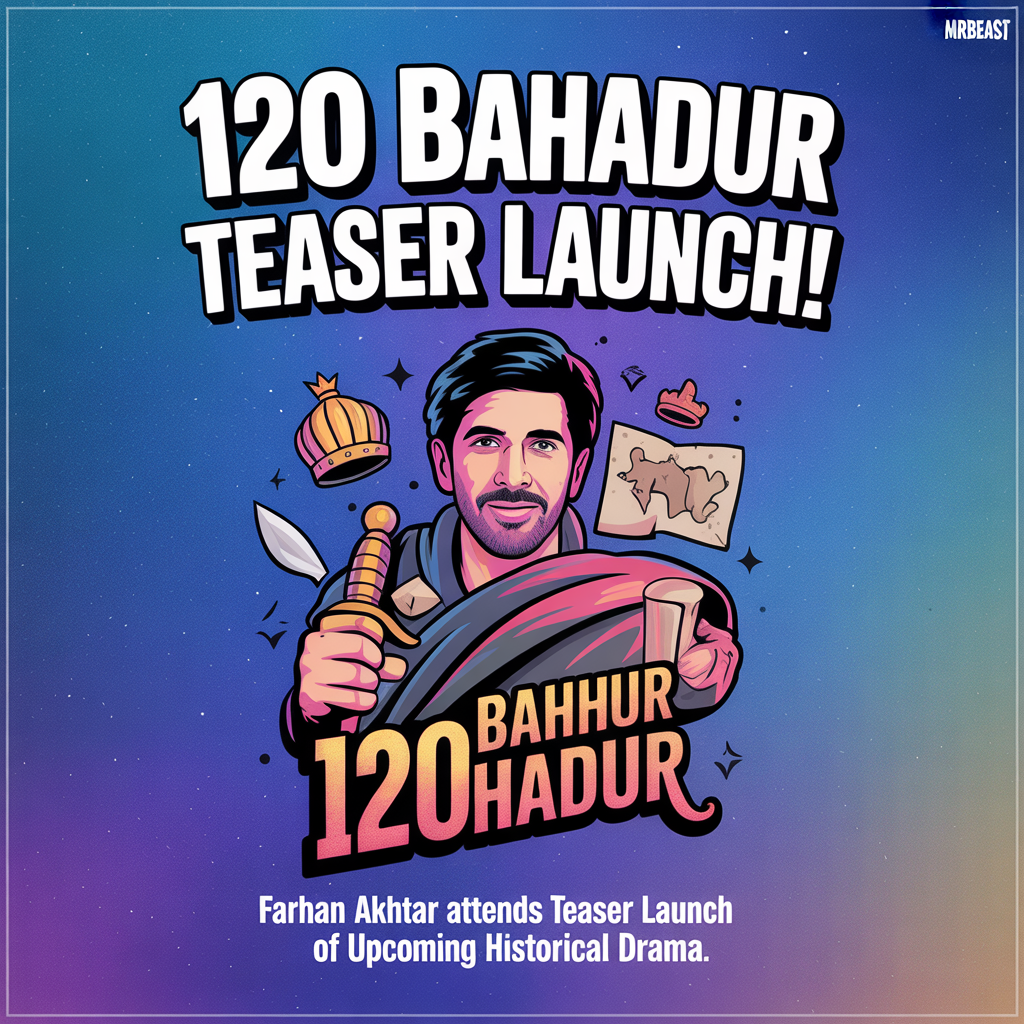 MRBEAST
120 BAHADUR
TEASER LAUNCH!
BAHHUR
120 HADUR
Farhan Akhtar attends Teaser Launch
of Upcoming Historical Drama.